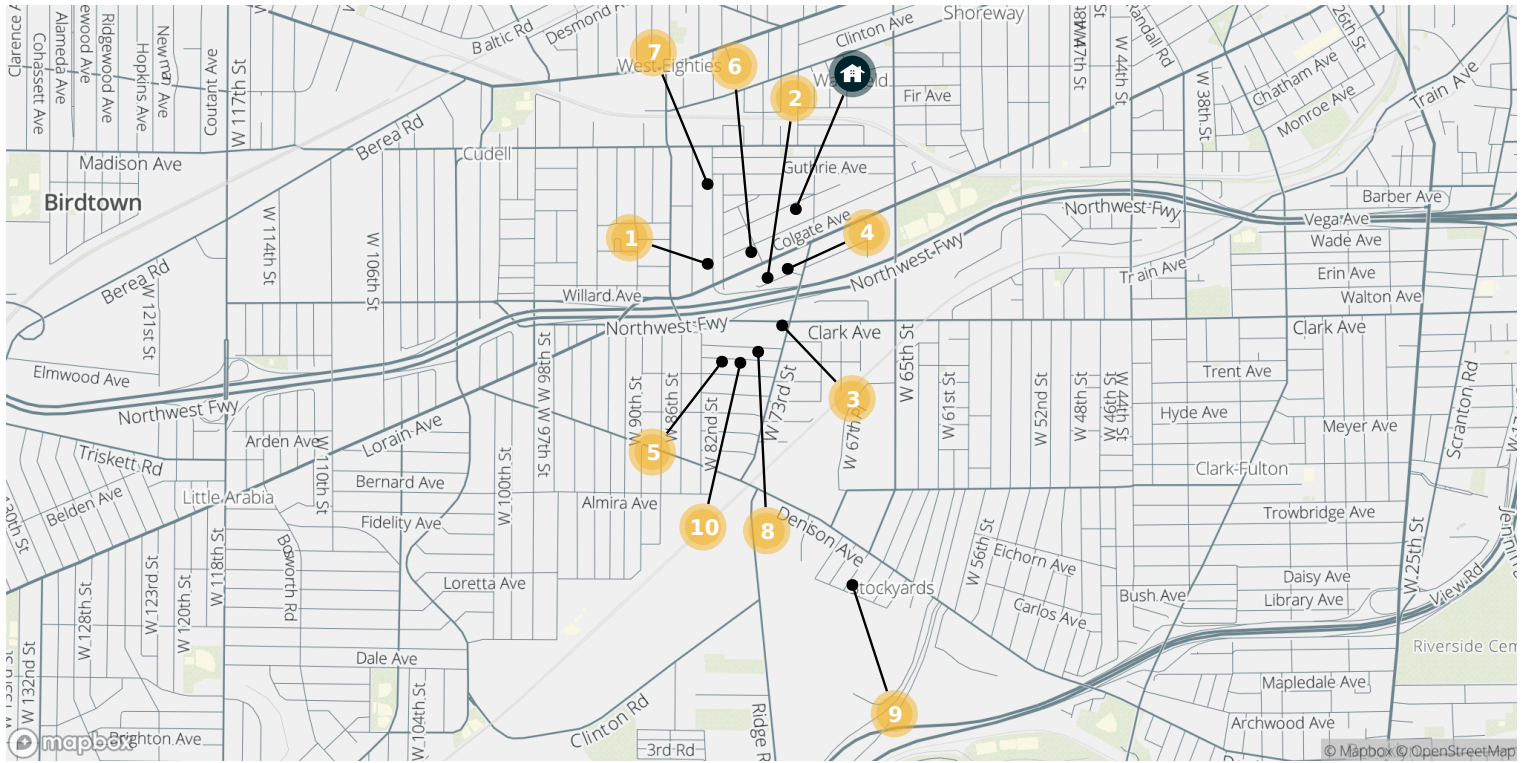 Baltic Rd
Desmond
Clinton Ave
Shoreway
7
6
2
West Eighties
Fir Ave
Clarence A
Cohassett Ave
Alameda Ave
Ridgewood Ave
Hopkins Ave
Newman Ave
Coutant Ave
W 117th St
W 47th St
W 44th St
Randall Rd
26th St
W 38th St
Chatham Ave
Monroe Ave
Train Ave
Berea Rd
Madison Ave
Cudell
Guthrie Ave
Birdtown
Barber Ave
Northwest Fwy
Vega Ave
Colgate Ave
1
4
W 114th St
W 106th St
Northwest Fwy
Wade Ave
Berea Rd
Train Ave
Erin Ave
Willard Ave
Walton Ave
W 121st St
Northwest Fwy
Clark Ave
Clark Ave
W 65th St
Elmwood Ave
W 98th St
W 97th St
W 90th St
W 86th St
W 82nd St
W 73rd St
3
W 67th Pl
W 61st St
W 52nd St
W 48th St
W 46th St
W 44th St
Trent Ave
Scranton Rd
Northwest Fwy
Hyde Ave
Meyer Ave
Arden Ave
Lorain Ave
Triskett Rd
W 110th St
5
Clark-Fulton
Bernard Ave
Little Arabia
Belden Ave
130th St
W 100th St
Almira Ave
Trowbridge Ave
Fidelity Ave
10
8
Denison Ave
W 25th St
Bosworth Rd
W 118th St
W 56th St
Eichorn Ave
Loretta Ave
Stockyards
Daisy Ave
Library Ave
Bush Ave
View Rd
Carlos Ave
W 123rd St
W 120th St
W 128th St
W 132nd St
Dale Ave
Riverside Cem
Mapledale Ave
W 104th St
9
Clinton Rd
Ridge R
Archwood Ave
Brighton Ave
3rd Rd
mapbox
© Mapbox © OpenStreetMap